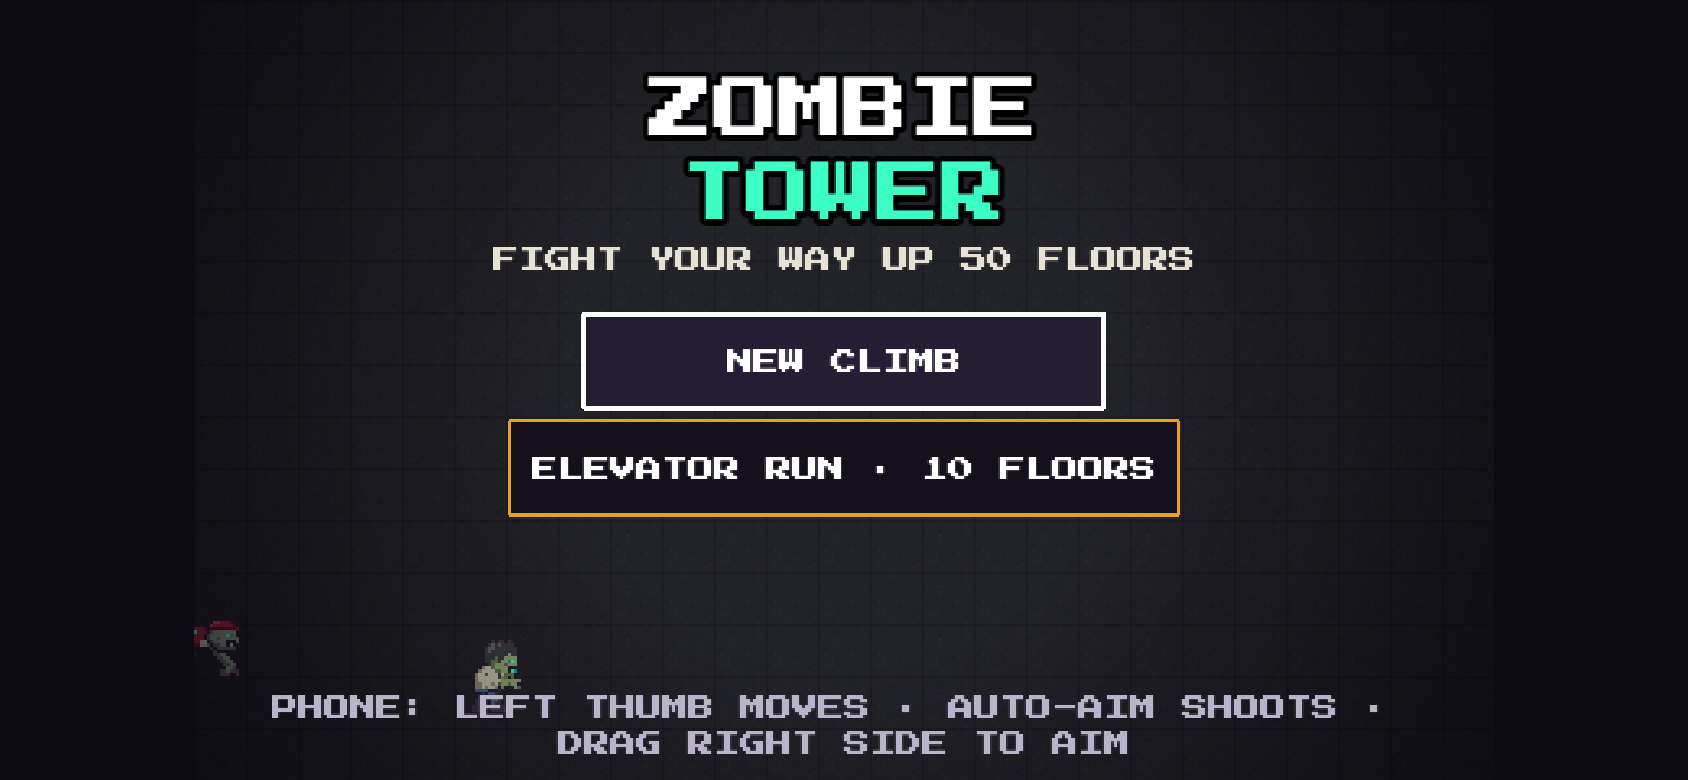 ZOMBIE
TOWER
FIGHT YOUR WAY UP 50 FLOORS
NEW CLIMB
ELEVATOR RUN · 10 FLOORS
PHONE: LEFT THUMB MOVES · AUTO-AIM SHOOTS ·
DRAG RIGHT SIDE TO AIM